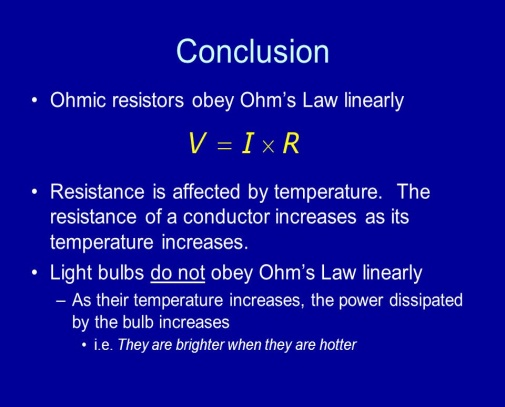 Conclusion
• Ohmic resistors obey Ohm's Law linearly
V = I × R
• Resistance is affected by temperature.  The
resistance of a conductor increases as its
temperature increases.
• Light bulbs do not obey Ohm's Law linearly
– As their temperature increases, the power dissipated
by the bulb increases
• i.e. They are brighter when they are hotter